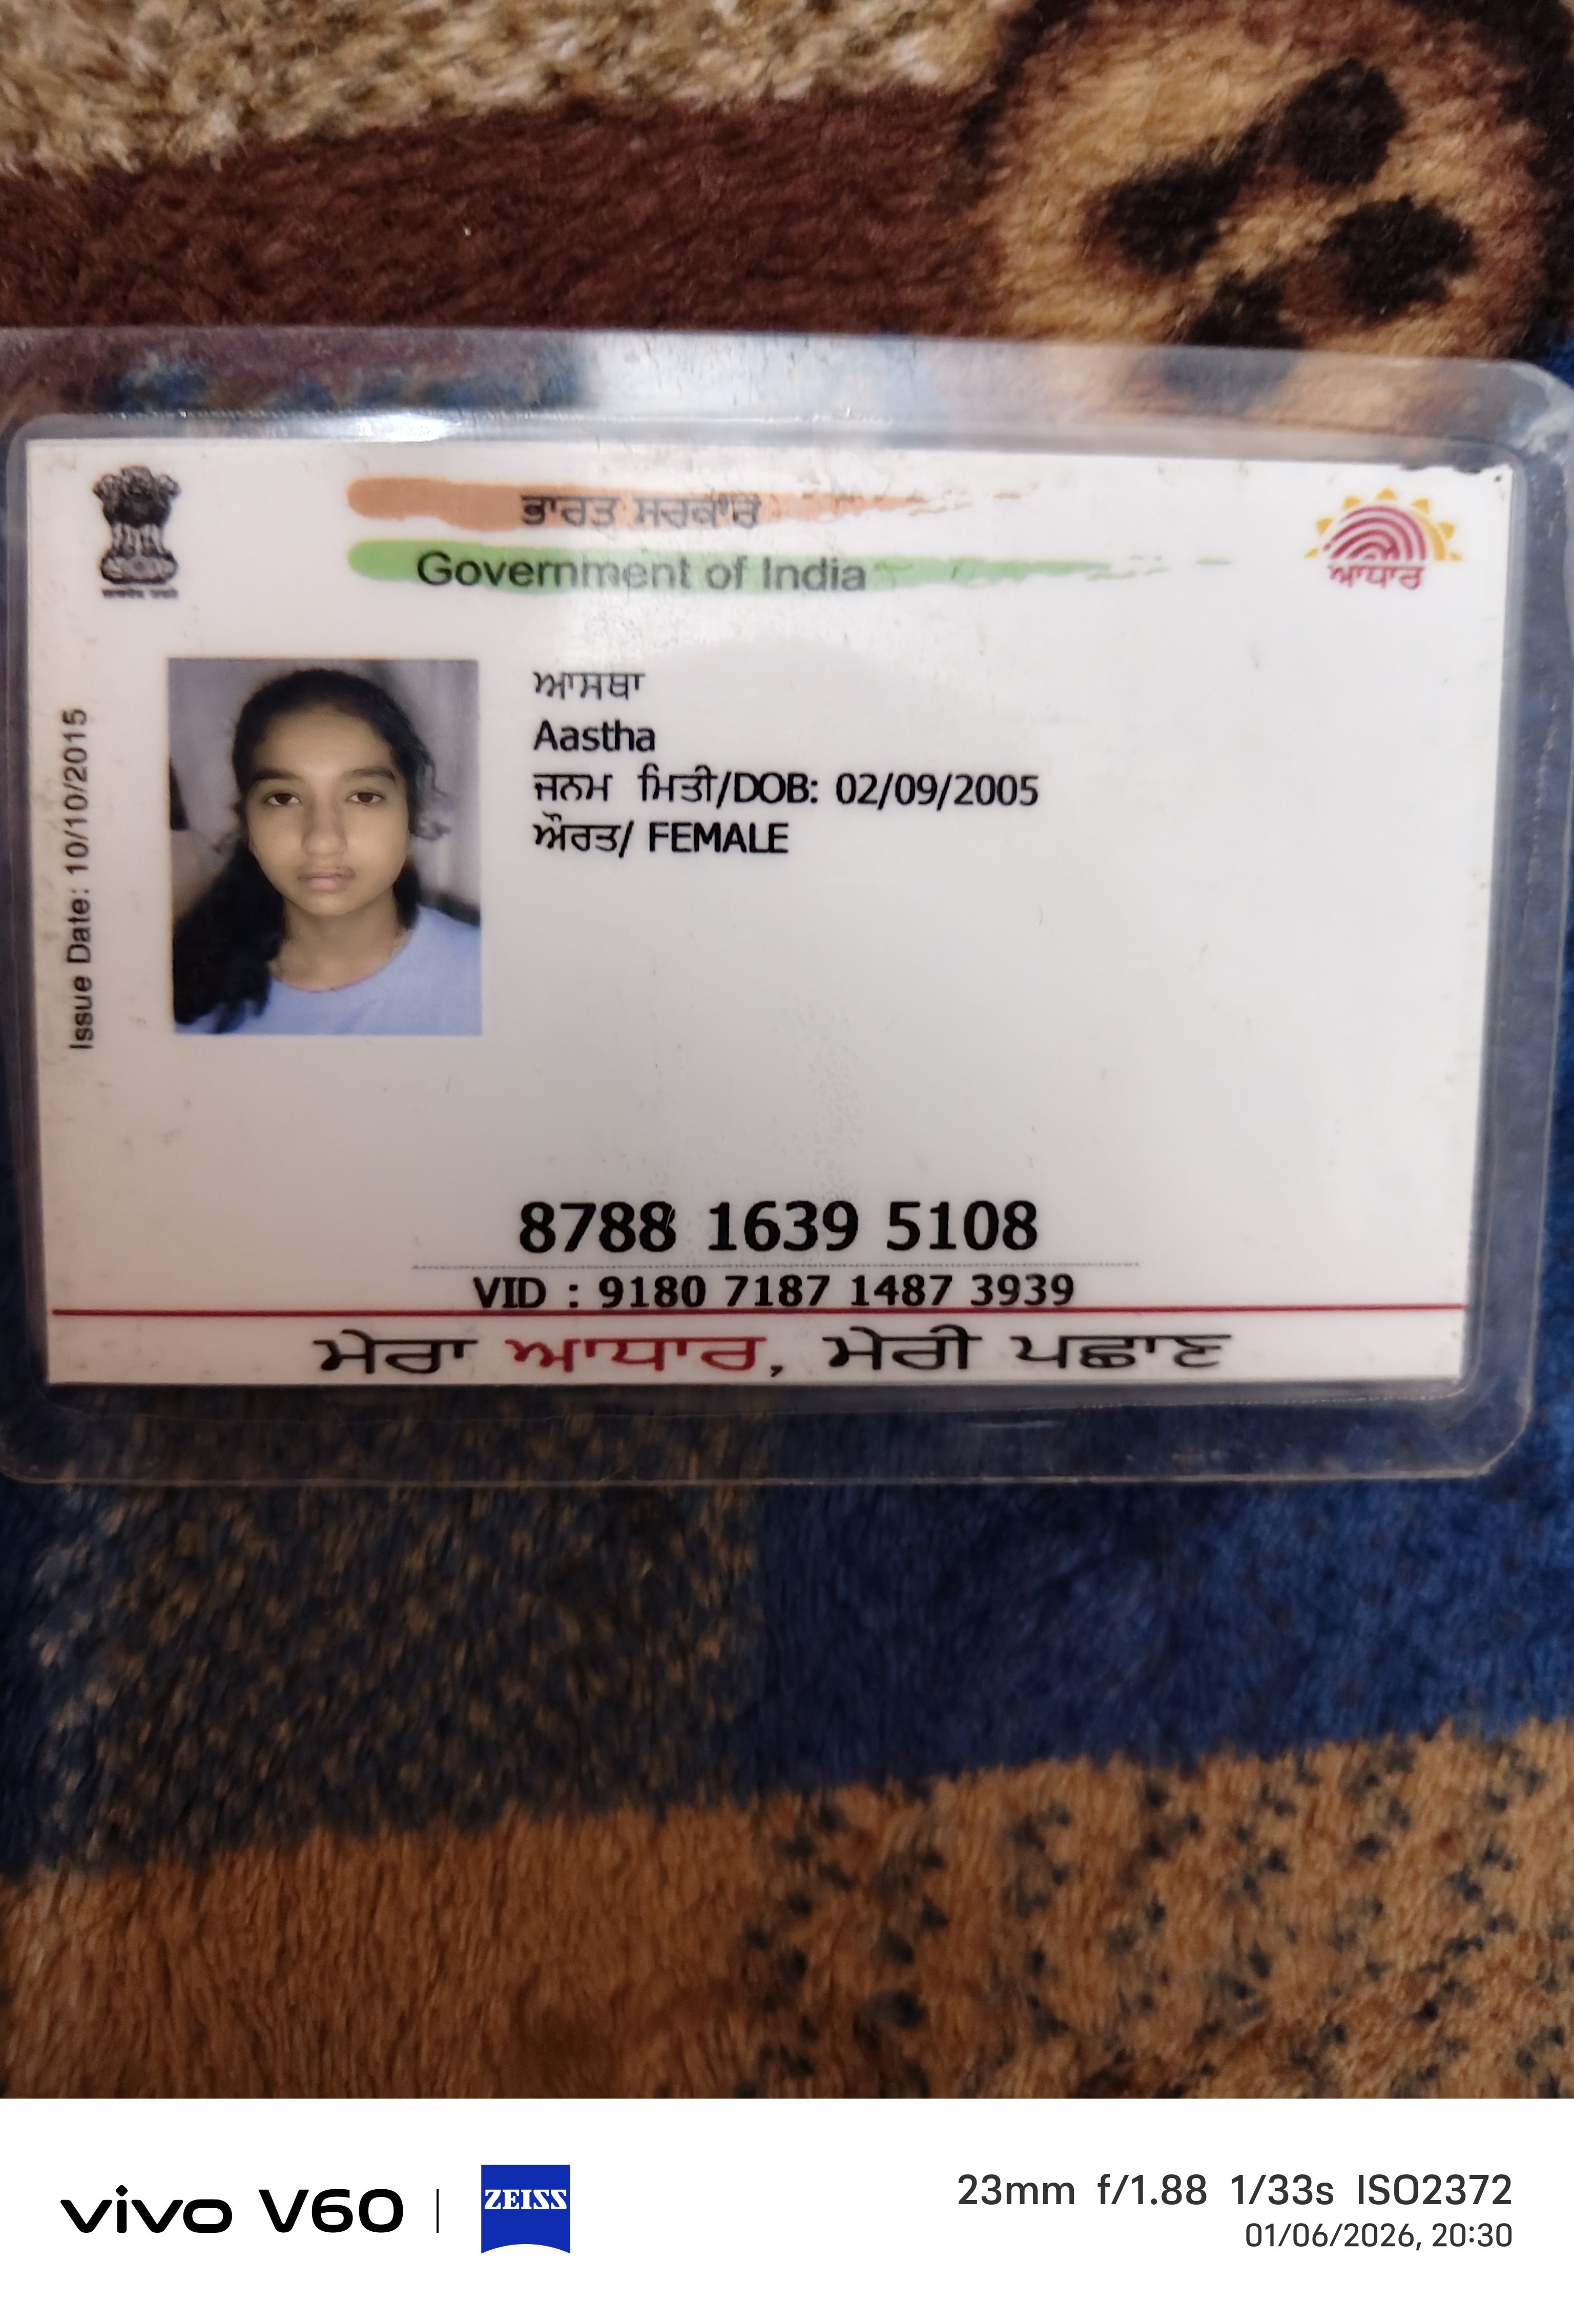 ਭਾਰਤ ਸਰਕਾਰ
Government of India
ਆਧਾਰ
Issue Date: 10/10/2015
ਆਸਥਾ
Aastha
ਜਨਮ ਮਿਤੀ/DOB: 02/09/2005
ਔਰਤ/ FEMALE
8788 1639 5108
VID : 9180 7187 1487 3939
ਮੇਰਾ ਆਧਾਰ, ਮੇਰੀ ਪਛਾਣ
vivo V60 | ZEISS
23mm f/1.88 1/33s ISO2372
01/06/2026, 20:30